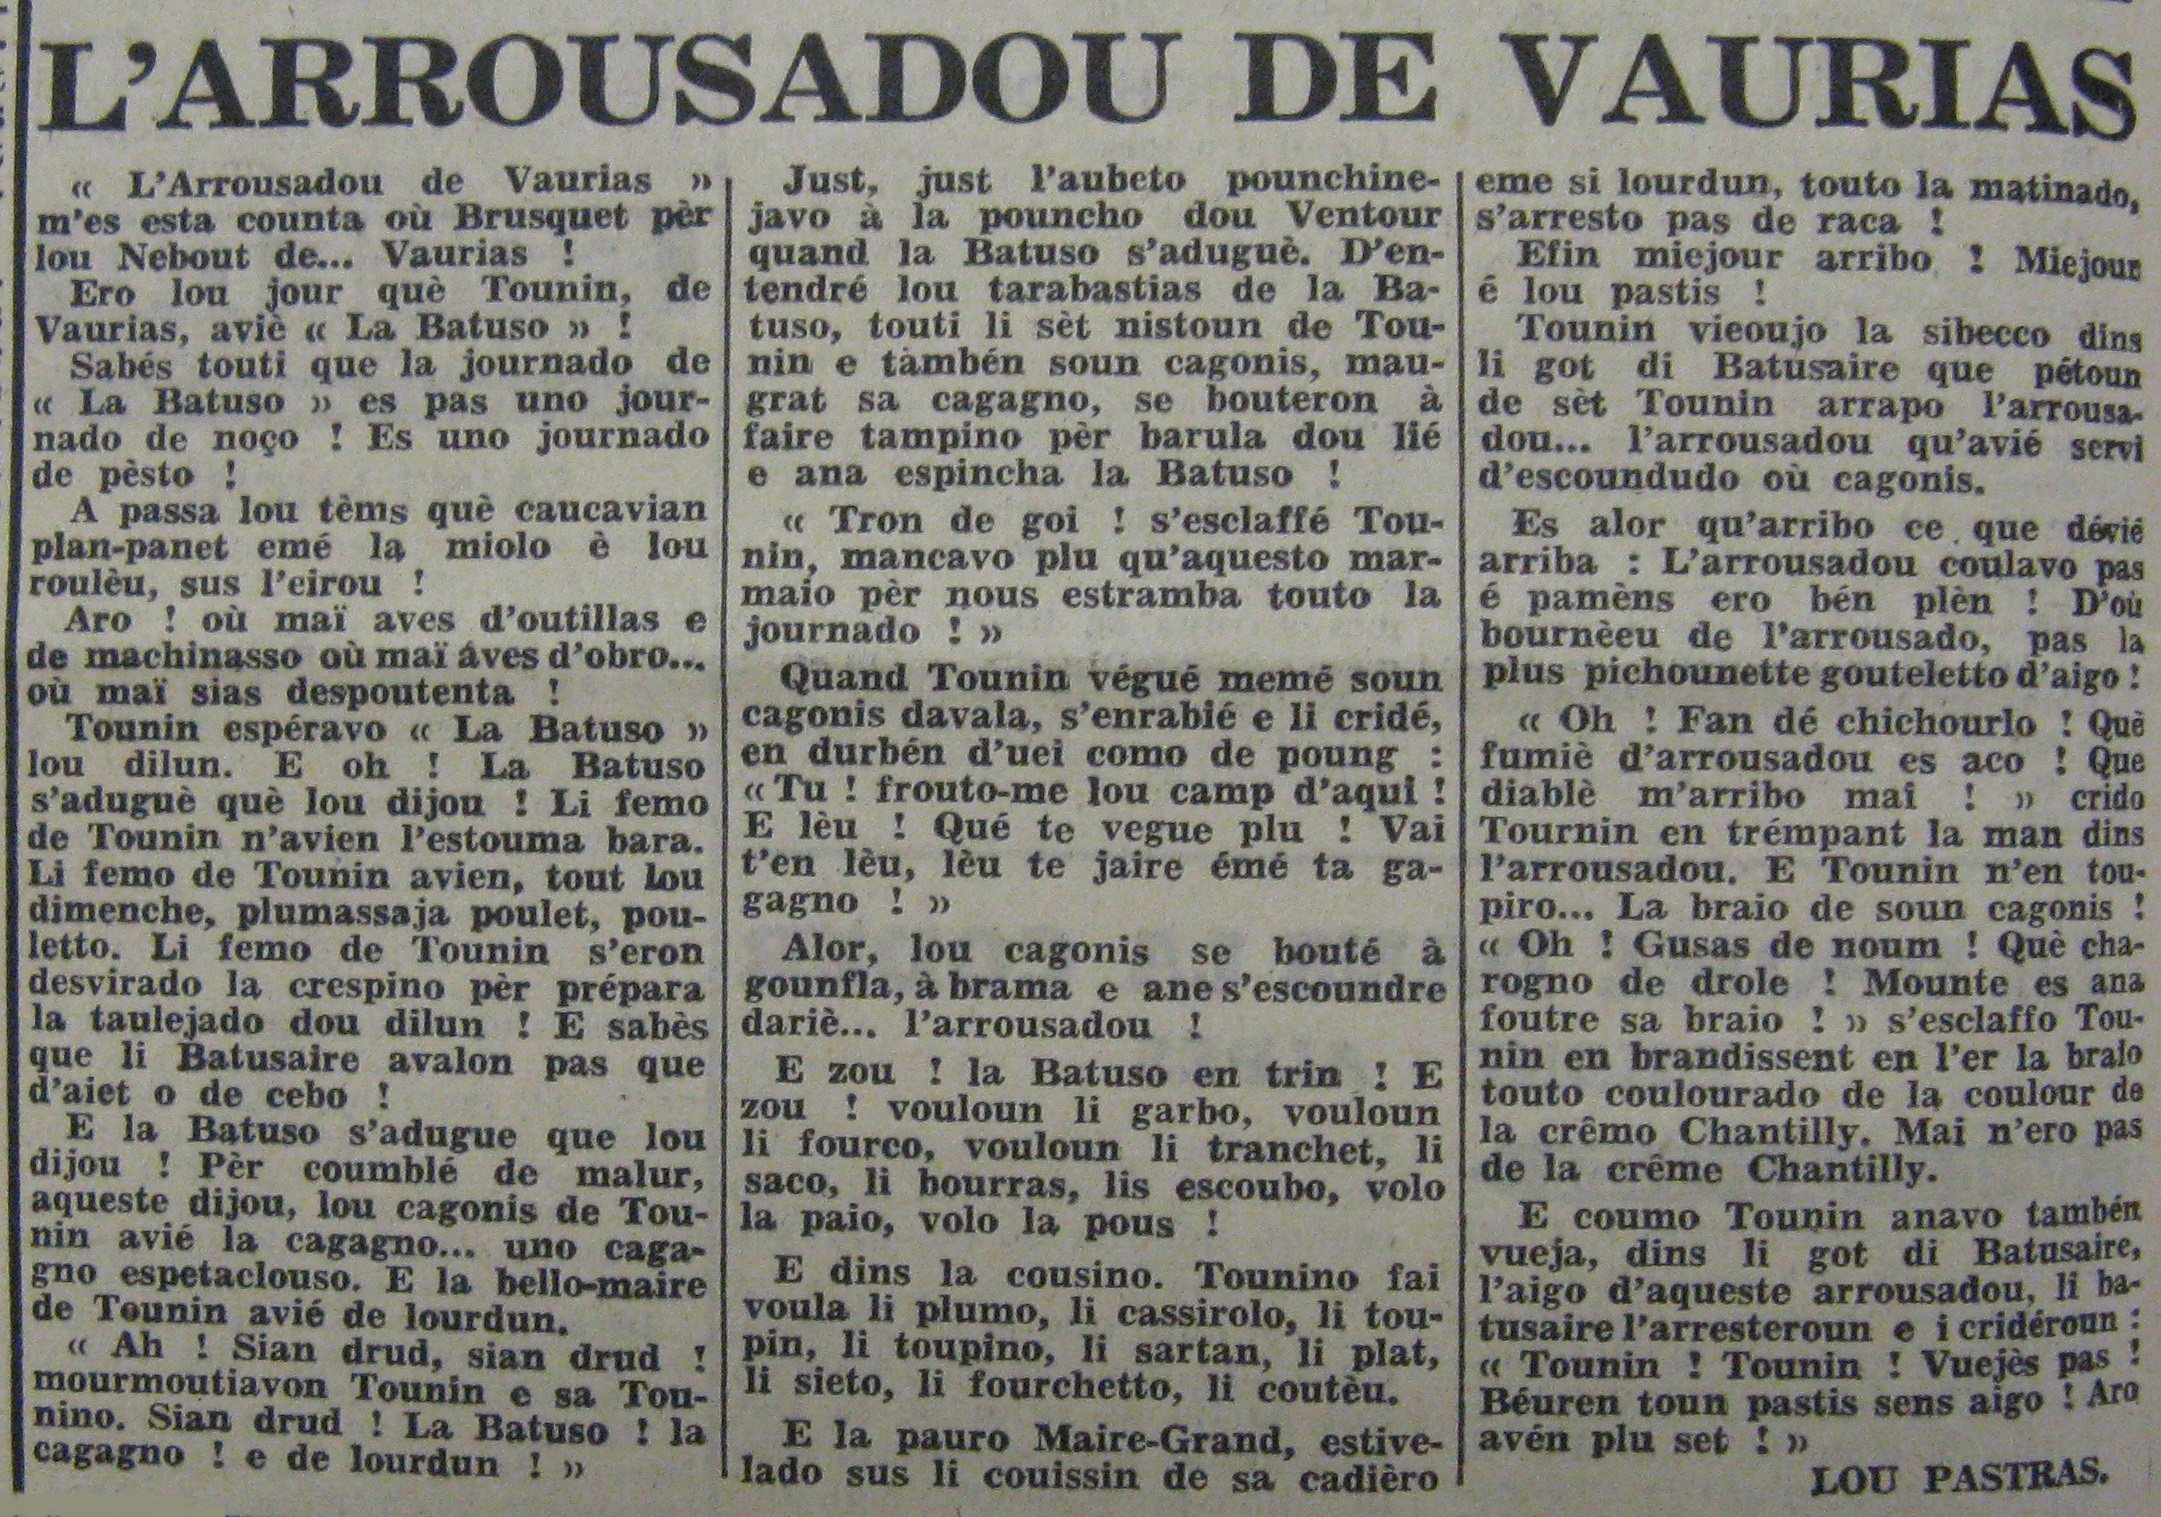 L'ARROUSADOU DE VAURIAS
« L'Arrousadou de Vaurias »
m'es esta counta où Brusquet pèr
lou Nebout de... Vaurias !
Ero lou jour què Tounin, de
Vaurias, aviè « La Batuso » !
Sabés touti que la journado de
« La Batuso » es pas uno jour-
nado de noço ! Es uno journado
de pèsto !
A passa lou tèms què caucavian
plan-panet emé la miolo è lou
roulèu, sus l'eirou !
Aro ! où maï aves d'outillas e
de machinasso où maï áves d'obro...
où maï sias despoutenta !
Tounin espéravo « La Batuso »
lou dilun. E oh ! La Batuso
s'aduguè què lou dijou ! Li femo
de Tounin n'avien l'estouma bara.
Li femo de Tounin avien, tout lou
dimenche, plumassaja poulet, pou-
letto. Li femo de Tounin s'eron
desvirado la crespino pèr prépara
la taulejado dou dilun ! E sabès
que li Batusaire avalon pas que
d'aiet o de cebo !
E la Batuso s'adugue que lou
dijou ! Pèr coumblé de malur,
aqueste dijou, lou cagonis de Tou-
nin avié la cagagno... uno caga-
gno espetaclouso. E la bello-maire
de Tounin avié de lourdun.
« Ah ! Sian drud, sian drud !
mourmoutiavon Tounin e sa Tou-
nino. Sian drud ! La Batuso ! la
cagagno ! e de lourdun ! »
Just, just l'aubeto pounchine-
javo à la pouncho dou Ventour
quand la Batuso s'aduguè. D'en-
tendré lou tarabastias de la Ba-
tuso, touti li sèt nistoun de Tou-
nin e tàmbén soun cagonis, mau-
grat sa cagagno, se bouteron à
faire tampino pèr barula dou lié
e ana espincha la Batuso !
« Tron de goi ! s'esclaffé Tou-
nin, mancavo plu qu'aquesto mar-
maio pèr nous estramba touto la
journado ! »
Quand Tounin végué memé soun
cagonis davala, s'enrabié e li cridé,
en durbén d'uei como de poung :
« Tu ! frouto-me lou camp d'aqui !
E lèu ! Qué te vegue plu ! Vai
t'en lèu, lèu te jaire émé ta ga-
gagno ! »
Alor, lou cagonis se bouté à
gounfla, à brama e ane s'escoundre
dariè... l'arrousadou !
E zou ! la Batuso en trin ! E
zou ! vouloun li garbo, vouloun
li fourco, vouloun li tranchet, li
saco, li bourras, lis escoubo, volo
la paio, volo la pous !
E dins la cousino. Tounino fai
voula li plumo, li cassirolo, li tou-
pin, li toupino, li sartan, li plat,
li sieto, li fourchetto, li coutèu.
E la pauro Maire-Grand, estive-
lado sus li couissin de sa cadièro
eme si lourdun, touto la matinado,
s'arresto pas de raca !
Efin miejour arribo ! Miejour
é lou pastis !
Tounin vieoujo la sibecco dins
li got di Batusaire que pétoun
de sèt Tounin arrapo l'arrousa-
dou... l'arrousadou qu'avié servi
d'escoundudo où cagonis.
Es alor qu'arribo ce que dévié
arriba : L'arrousadou coulavo pas
é pamèns ero bén plèn ! D'où
bournèeu de l'arrousado, pas la
plus pichounette gouteletto d'aigo !
« Oh ! Fan dé chichourlo ! Què
fumiè d'arrousadou es aco ! Que
diablè m'arribo maî ! » crido
Tournin en trémpant la man dins
l'arrousadou. E Tounin n'en tou-
piro... La braio de soun cagonis !
« Oh ! Gusas de noum ! Què cha-
rogno de drole ! Mounte es ana
foutre sa braio ! » s'esclaffo Tou-
nin en brandissent en l'er la braio
touto coulourado de la coulour de
la crêmo Chantilly. Mai n'ero pas
de la crême Chantilly.
E coumo Tounin anavo tambén
vueja, dins li got di Batusaire,
l'aigo d'aqueste arrousadou, li ba-
tusaire l'arresteroun e i cridéroun :
« Tounin ! Tounin ! Vuejès pas !
Béuren toun pastis sens aigo ! Aro
avén plu set ! »
LOU PASTRAS.